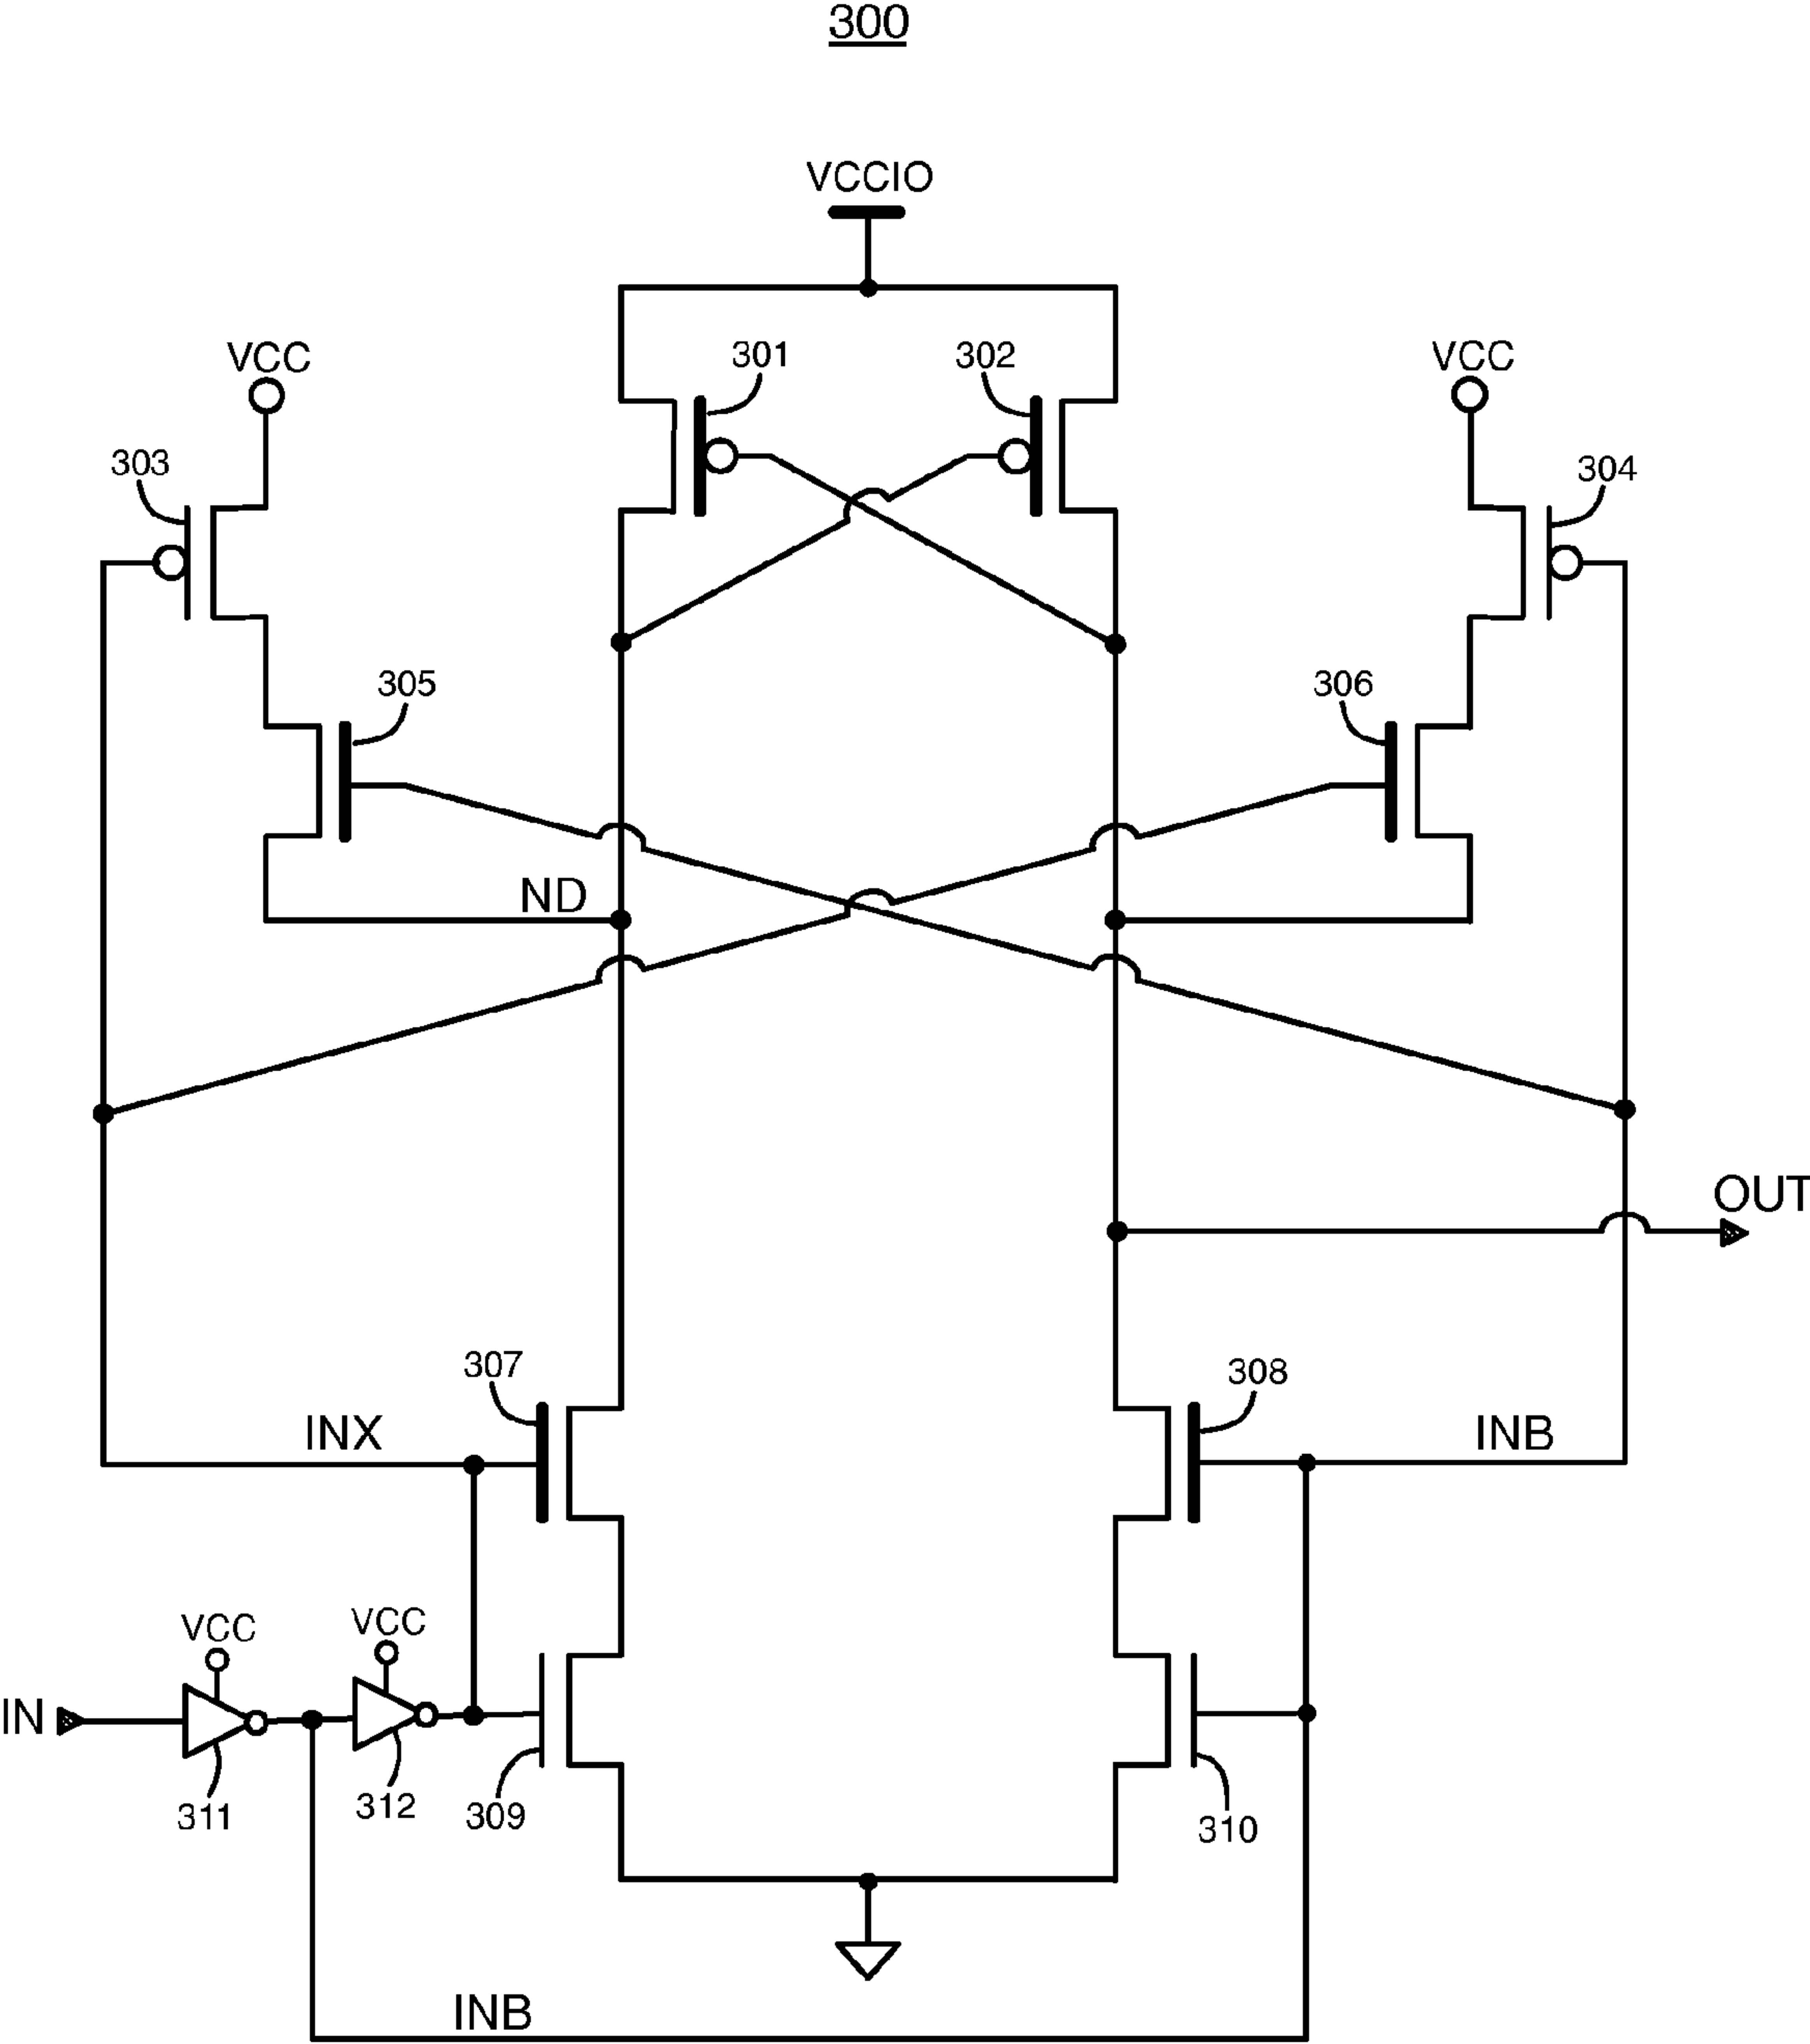 300
VCCIO
VCC
301
302
VCC
303
304
305
306
ND
OUT
307
308
INX
INB
VCC
VCC
IN
311
312
309
310
INB